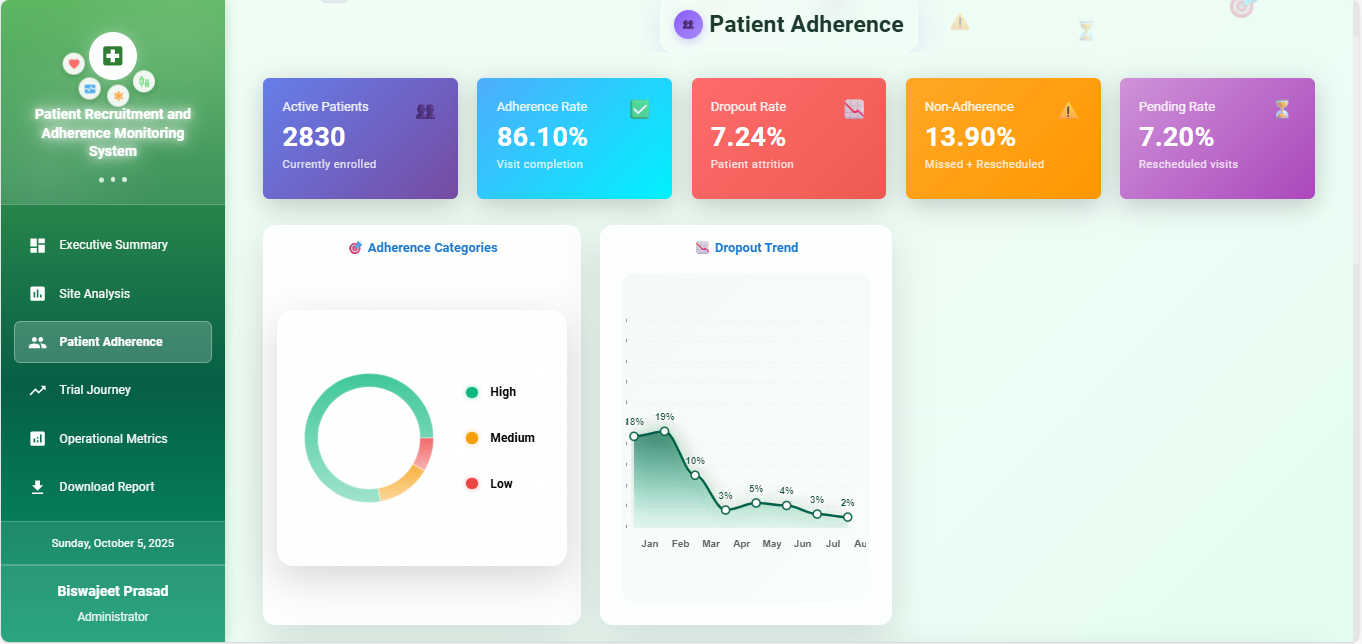 Patient Recruitment and
Adherence Monitoring
System
Executive Summary
Site Analysis
Patient Adherence
Trial Journey
Operational Metrics
Download Report
Sunday, October 5, 2025
Biswajeet Prasad
Administrator
Patient Adherence
Active Patients
2830
Currently enrolled
Adherence Rate
86.10%
Visit completion
Dropout Rate
7.24%
Patient attrition
Non-Adherence
13.90%
Missed + Rescheduled
Pending Rate
7.20%
Rescheduled visits
Adherence Categories
High
Medium
Low
Dropout Trend
18% 19% 10% 3% 5% 4% 3% 2%
Jan Feb Mar Apr May Jun Jul Au